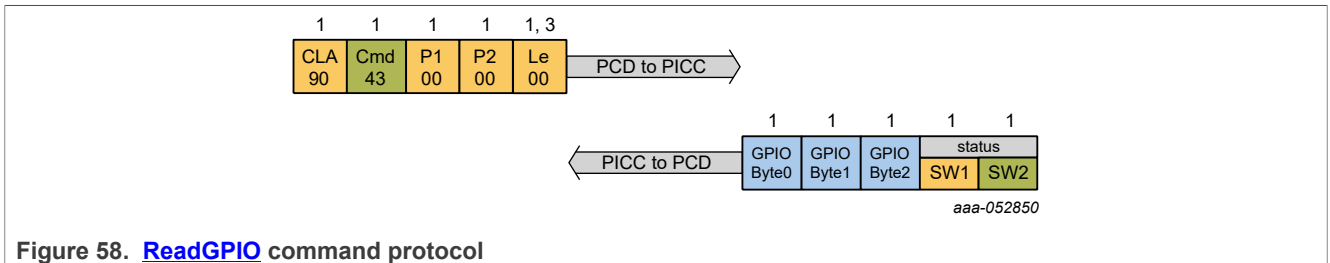 1 1 1 1 1, 3
CLA Cmd P1 P2 Le
90 43 00 00 00
PCD to PICC
1 1 1 1 1
GPIO GPIO GPIO status
Byte0 Byte1 Byte2 SW1 SW2
PICC to PCD
aaa-052850
Figure 58. ReadGPIO command protocol